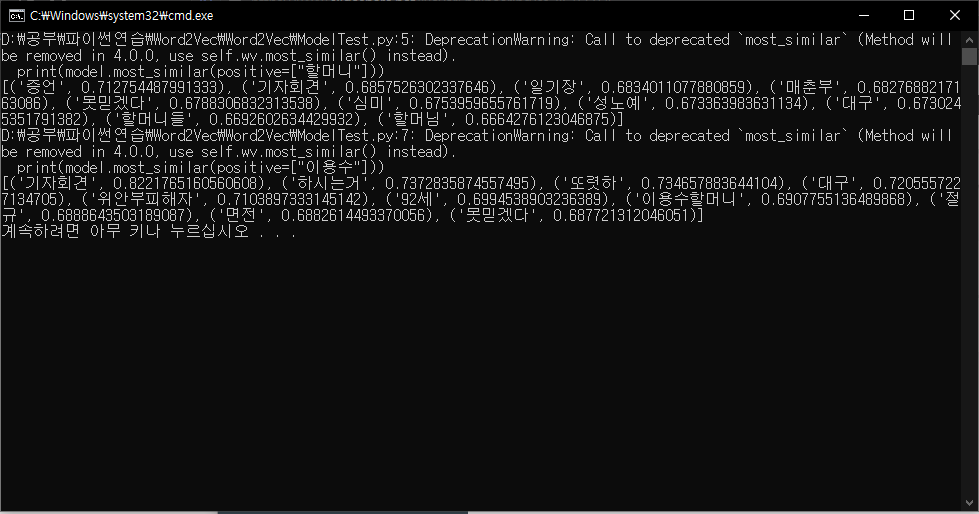 C:\Windows\system32\cmd.exe
D:\공부\파이썬연습\Word2Vec\Word2Vec\ModelTest.py:5: DeprecationWarning: Call to deprecated `most_similar` (Method will
be removed in 4.0.0, use self.wv.most_similar() instead).
  print(model.most_similar(positive=["할머니"]))
[('증언', 0.712754487991333), ('기자회견', 0.6857526302337646), ('일기장', 0.6834011077880859), ('매춘부', 0.68276882171
63086), ('못믿겠다', 0.6788306832313538), ('심미', 0.6753959655761719), ('성노예', 0.673363983631134), ('대구', 0.673024
5351791382), ('할머니들', 0.6692602634429932), ('할머님', 0.6664276123046875)]
D:\공부\파이썬연습\Word2Vec\Word2Vec\ModelTest.py:7: DeprecationWarning: Call to deprecated `most_similar` (Method will
be removed in 4.0.0, use self.wv.most_similar() instead).
  print(model.most_similar(positive=["이용수"]))
[('기자회견', 0.8221765160560608), ('하시는거', 0.7372835874557495), ('또렷하', 0.734657883644104), ('대구', 0.720555722
7134705), ('위안부피해자', 0.7103897333145142), ('92세', 0.6994538903236389), ('이용수할머니', 0.6907755136489868), ('절
규', 0.6888643503189087), ('면전', 0.6882614493370056), ('못믿겠다', 0.687721312046051)]
계속하려면 아무 키나 누르십시오 . . .